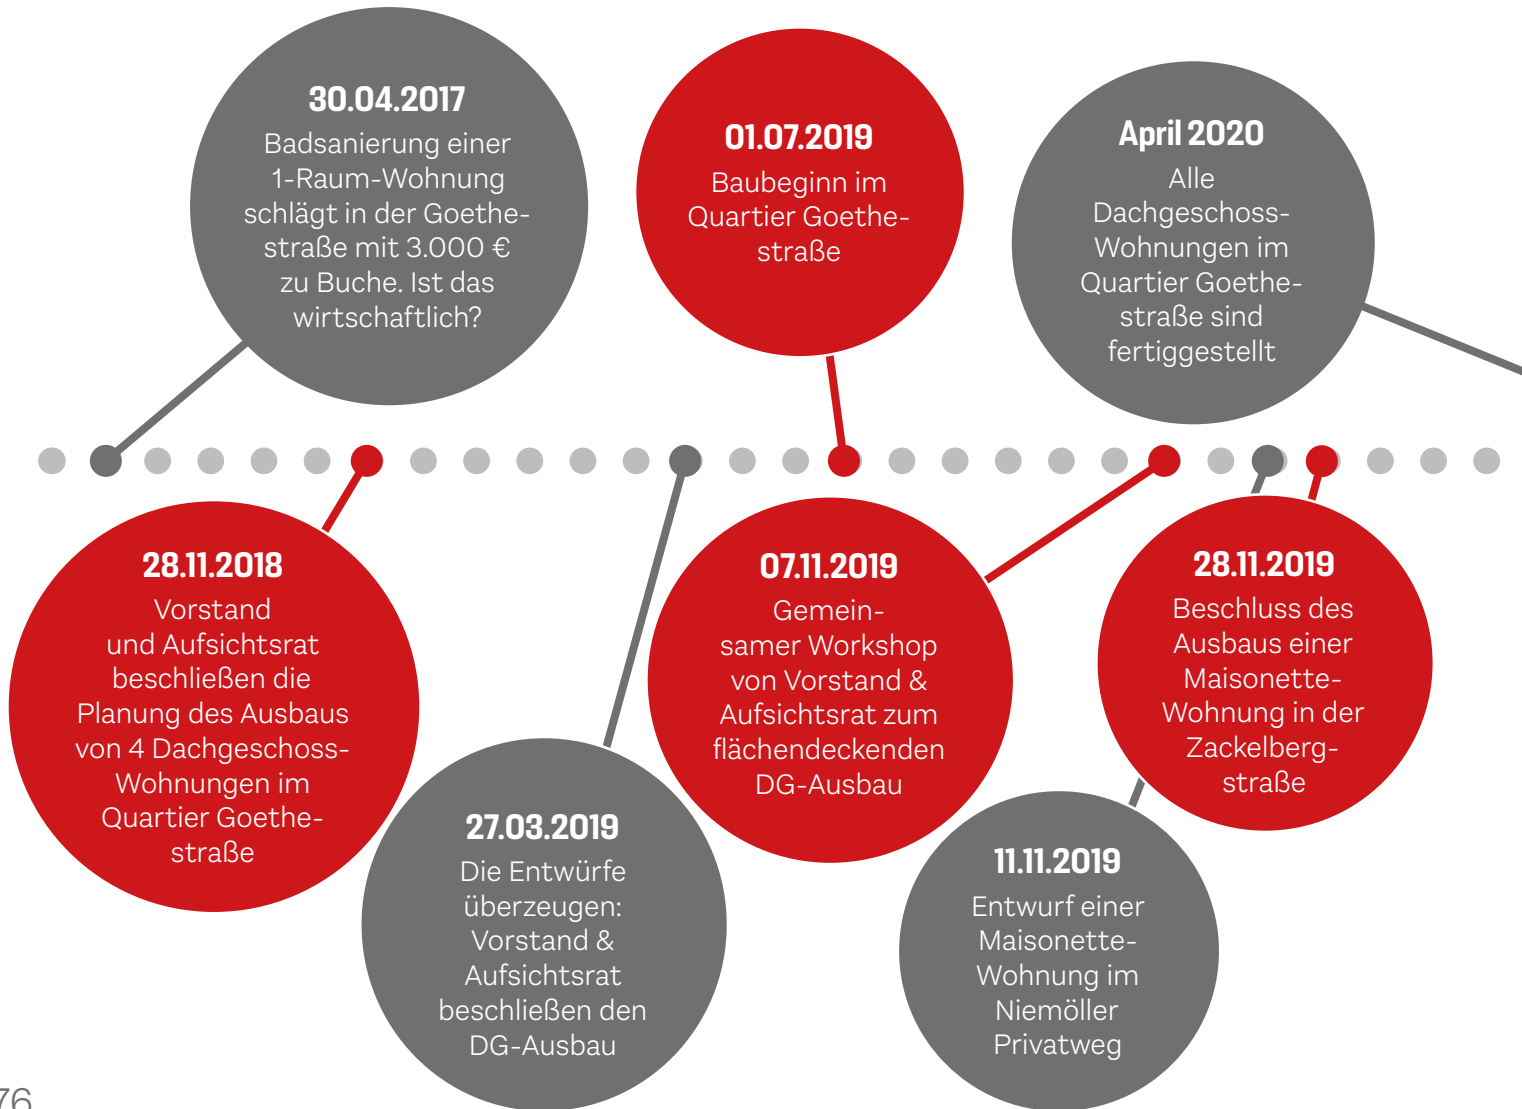 30.04.2017
Badsanierung einer
1-Raum-Wohnung
schlägt in der Goethe-
straße mit 3.000 €
zu Buche. Ist das
wirtschaftlich?
28.11.2018
Vorstand
und Aufsichtsrat
beschließen die
Planung des Ausbaus
von 4 Dachgeschoss-
Wohnungen im
Quartier Goethe-
straße
27.03.2019
Die Entwürfe
überzeugen:
Vorstand &
Aufsichtsrat
beschließen den
DG-Ausbau
01.07.2019
Baubeginn im
Quartier Goethe-
straße
07.11.2019
Gemein-
samer Workshop
von Vorstand &
Aufsichtsrat zum
flächendeckenden
DG-Ausbau
11.11.2019
Entwurf einer
Maisonette-
Wohnung im
Niemöller
Privatweg
28.11.2019
Beschluss des
Ausbaus einer
Maisonette-
Wohnung in der
Zackelberg-
straße
April 2020
Alle
Dachgeschoss-
Wohnungen im
Quartier Goethe-
straße sind
fertiggestellt
76